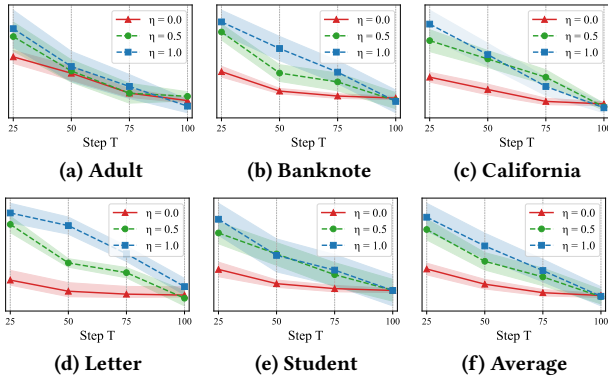 η = 0.0 η = 0.0 η = 0.0
η = 0.5 η = 0.5 η = 0.5
η = 1.0 η = 1.0 η = 1.0
25 50 75 100 25 50 75 100 25 50 75 100
Step T Step T Step T
(a) Adult (b) Banknote (c) California
η = 0.0 η = 0.0 η = 0.0
η = 0.5 η = 0.5 η = 0.5
η = 1.0 η = 1.0 η = 1.0
25 50 75 100 25 50 75 100 25 50 75 100
Step T Step T Step T
(d) Letter (e) Student (f) Average